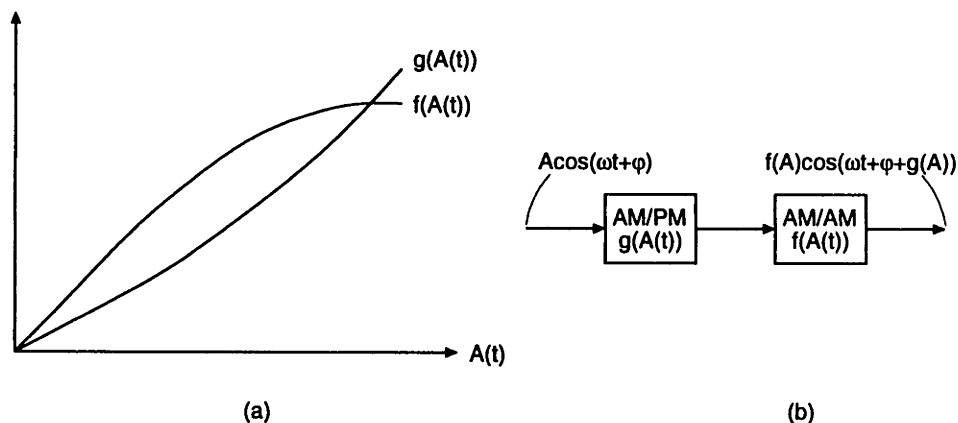 g(A(t))
f(A(t))
A(t)
(a)
Acos(ωt+φ)
f(A)cos(ωt+φ+g(A))
AM/PM
g(A(t))
AM/AM
f(A(t))
(b)